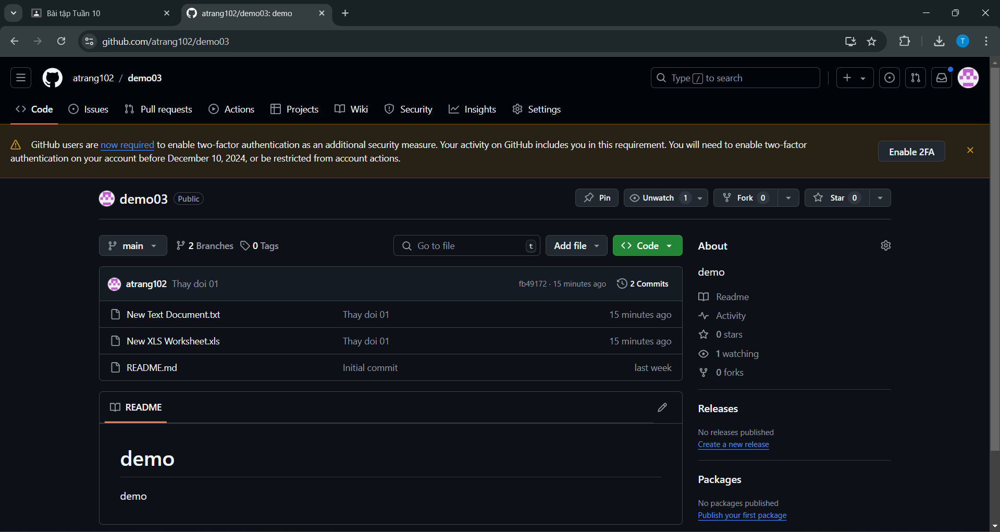 Bài tập Tuần 10
atrang102/demo03: demo
github.com/atrang102/demo03
T
atrang102 / demo03
Type / to search
Code
Issues
Pull requests
Actions
Projects
Wiki
Security
Insights
Settings
GitHub users are now required to enable two-factor authentication as an additional security measure. Your activity on GitHub includes you in this requirement. You will need to enable two-factor
authentication on your account before December 10, 2024, or be restricted from account actions.
Enable 2FA
demo03 Public
Pin
Unwatch 1
Fork 0
Star 0
main
2 Branches
0 Tags
Go to file t
Add file
Code
atrang102 Thay doi 01
fb49172 · 15 minutes ago
2 Commits
New Text Document.txt Thay doi 01 15 minutes ago
New XLS Worksheet.xls Thay doi 01 15 minutes ago
README.md Initial commit last week
README
demo
demo
About
demo
Readme
Activity
0 stars
1 watching
0 forks
Releases
No releases published
Create a new release
Packages
No packages published
Publish your first package